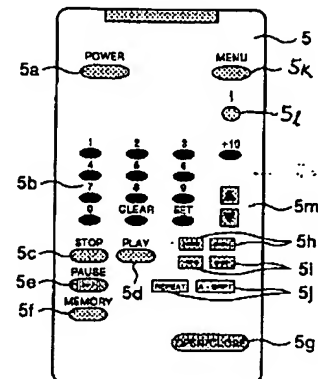 5
POWER MENU
5a 5k
I
5l
1 2 3 +10
4 5 6
5b 7 8 9
5m
0 CLEAR SET
STOP PLAY
5c 5h
5d 5i
PAUSE
5e
REPEAT A-B RPT
5j
MEMORY
5f
OPEN/CLOSE 5g